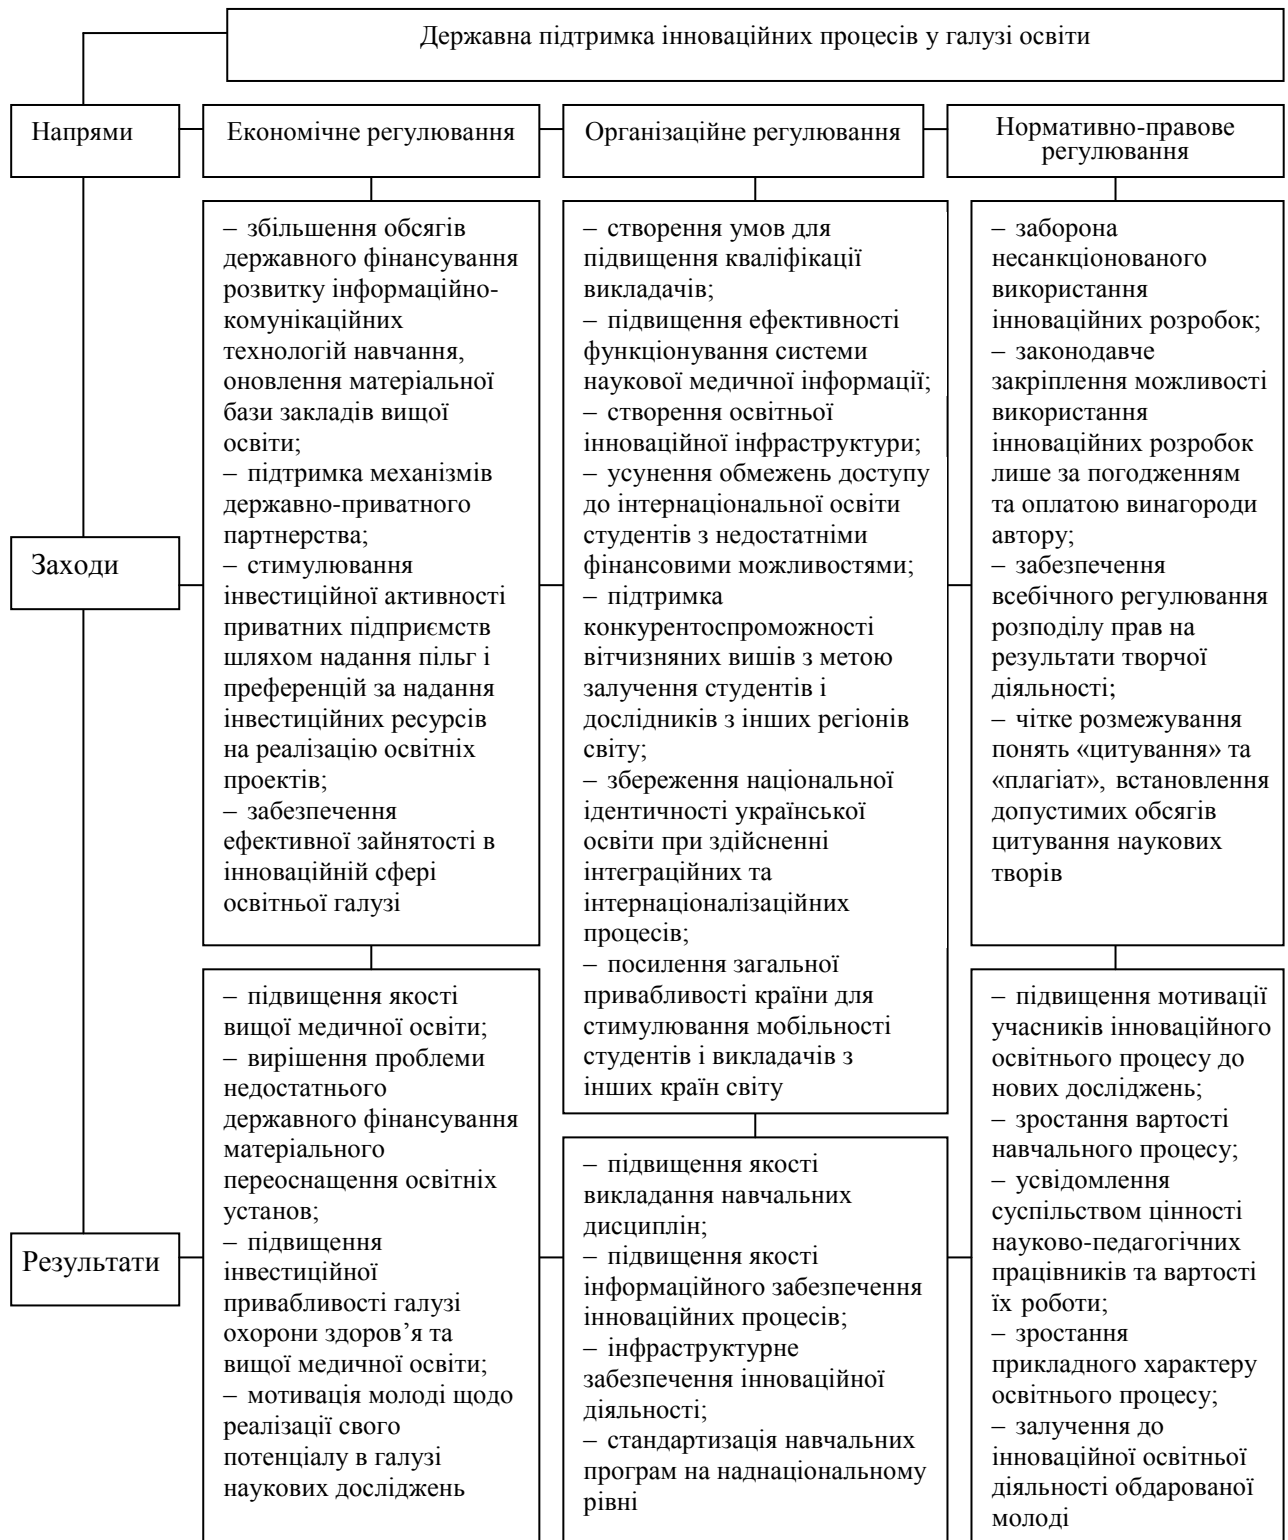 Державна підтримка інноваційних процесів у галузі освіти
Напрями
Економічне регулювання
Організаційне регулювання
Нормативно-правове
регулювання
Заходи
– збільшення обсягів
державного фінансування
розвитку інформаційно-
комунікаційних
технологій навчання,
оновлення матеріальної
бази закладів вищої
освіти;
– підтримка механізмів
державно-приватного
партнерства;
– стимулювання
інвестиційної активності
приватних підприємств
шляхом надання пільг і
преференцій за надання
інвестиційних ресурсів
на реалізацію освітніх
проектів;
– забезпечення
ефективної зайнятості в
інноваційній сфері
освітньої галузі
– створення умов для
підвищення кваліфікації
викладачів;
– підвищення ефективності
функціонування системи
наукової медичної інформації;
– створення освітньої
інноваційної інфраструктури;
– усунення обмежень доступу
до інтернаціональної освіти
студентів з недостатніми
фінансовими можливостями;
– підтримка
конкурентоспроможності
вітчизняних вишів з метою
залучення студентів і
дослідників з інших регіонів
світу;
– збереження національної
ідентичності української
освіти при здійсненні
інтеграційних та
інтернаціоналізаційних
процесів;
– посилення загальної
привабливості країни для
стимулювання мобільності
студентів і викладачів з
інших країн світу
– заборона
несанкціонованого
використання
інноваційних розробок;
– законодавче
закріплення можливості
використання
інноваційних розробок
лише за погодженням
та оплатою винагороди
автору;
– забезпечення
всебічного регулювання
розподілу прав на
результати творчої
діяльності;
– чітке розмежування
понять «цитування» та
«плагіат», встановлення
допустимих обсягів
цитування наукових
творів
Результати
– підвищення якості
вищої медичної освіти;
– вирішення проблеми
недостатнього
державного фінансування
матеріального
переоснащення освітніх
установ;
– підвищення
інвестиційної
привабливості галузі
охорони здоров’я та
вищої медичної освіти;
– мотивація молоді щодо
реалізації свого
потенціалу в галузі
наукових досліджень
– підвищення якості
викладання навчальних
дисциплін;
– підвищення якості
інформаційного забезпечення
інноваційних процесів;
– інфраструктурне
забезпечення інноваційної
діяльності;
– стандартизація навчальних
програм на наднаціональному
рівні
– підвищення мотивації
учасників інноваційного
освітнього процесу до
нових досліджень;
– зростання вартості
навчального процесу;
– усвідомлення
суспільством цінності
науково-педагогічних
працівників та вартості
їх роботи;
– зростання
прикладного характеру
освітнього процесу;
– залучення до
інноваційної освітньої
діяльності обдарованої
молоді